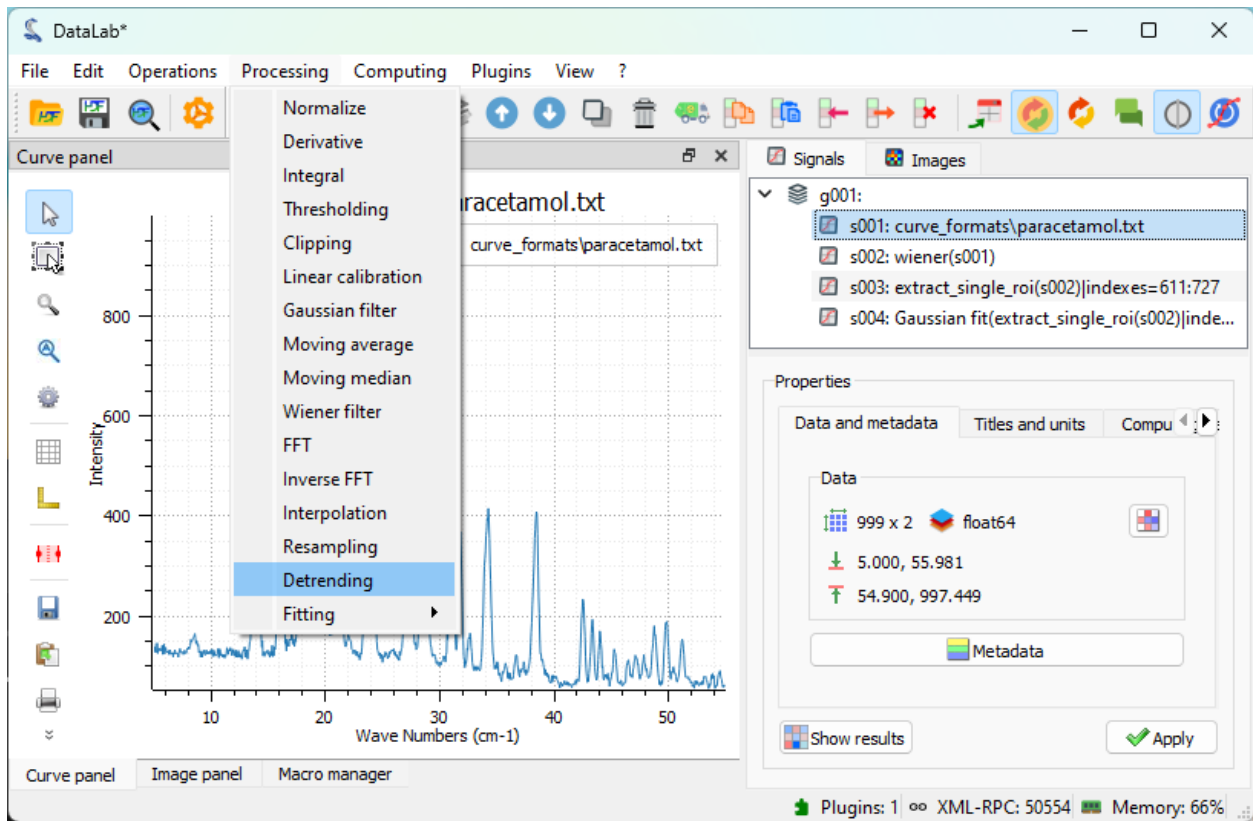 DataLab*
File Edit Operations Processing Computing Plugins View ?
Normalize
Derivative
Integral
Thresholding
Clipping
Linear calibration
Gaussian filter
Moving average
Moving median
Wiener filter
FFT
Inverse FFT
Interpolation
Resampling
Detrending
Fitting
Curve panel
racetamol.txt
curve_formats\paracetamol.txt
Intensity
800
600
400
200
10 20 30 40 50
Wave Numbers (cm-1)
Curve panel Image panel Macro manager
Signals Images
g001:
s001: curve_formats\paracetamol.txt
s002: wiener(s001)
s003: extract_single_roi(s002)|indexes=611:727
s004: Gaussian fit(extract_single_roi(s002)|inde...
Properties
Data and metadata Titles and units Compu
Data
999 x 2 float64
5.000, 55.981
54.900, 997.449
Metadata
Show results Apply
Plugins: 1 XML-RPC: 50554 Memory: 66%